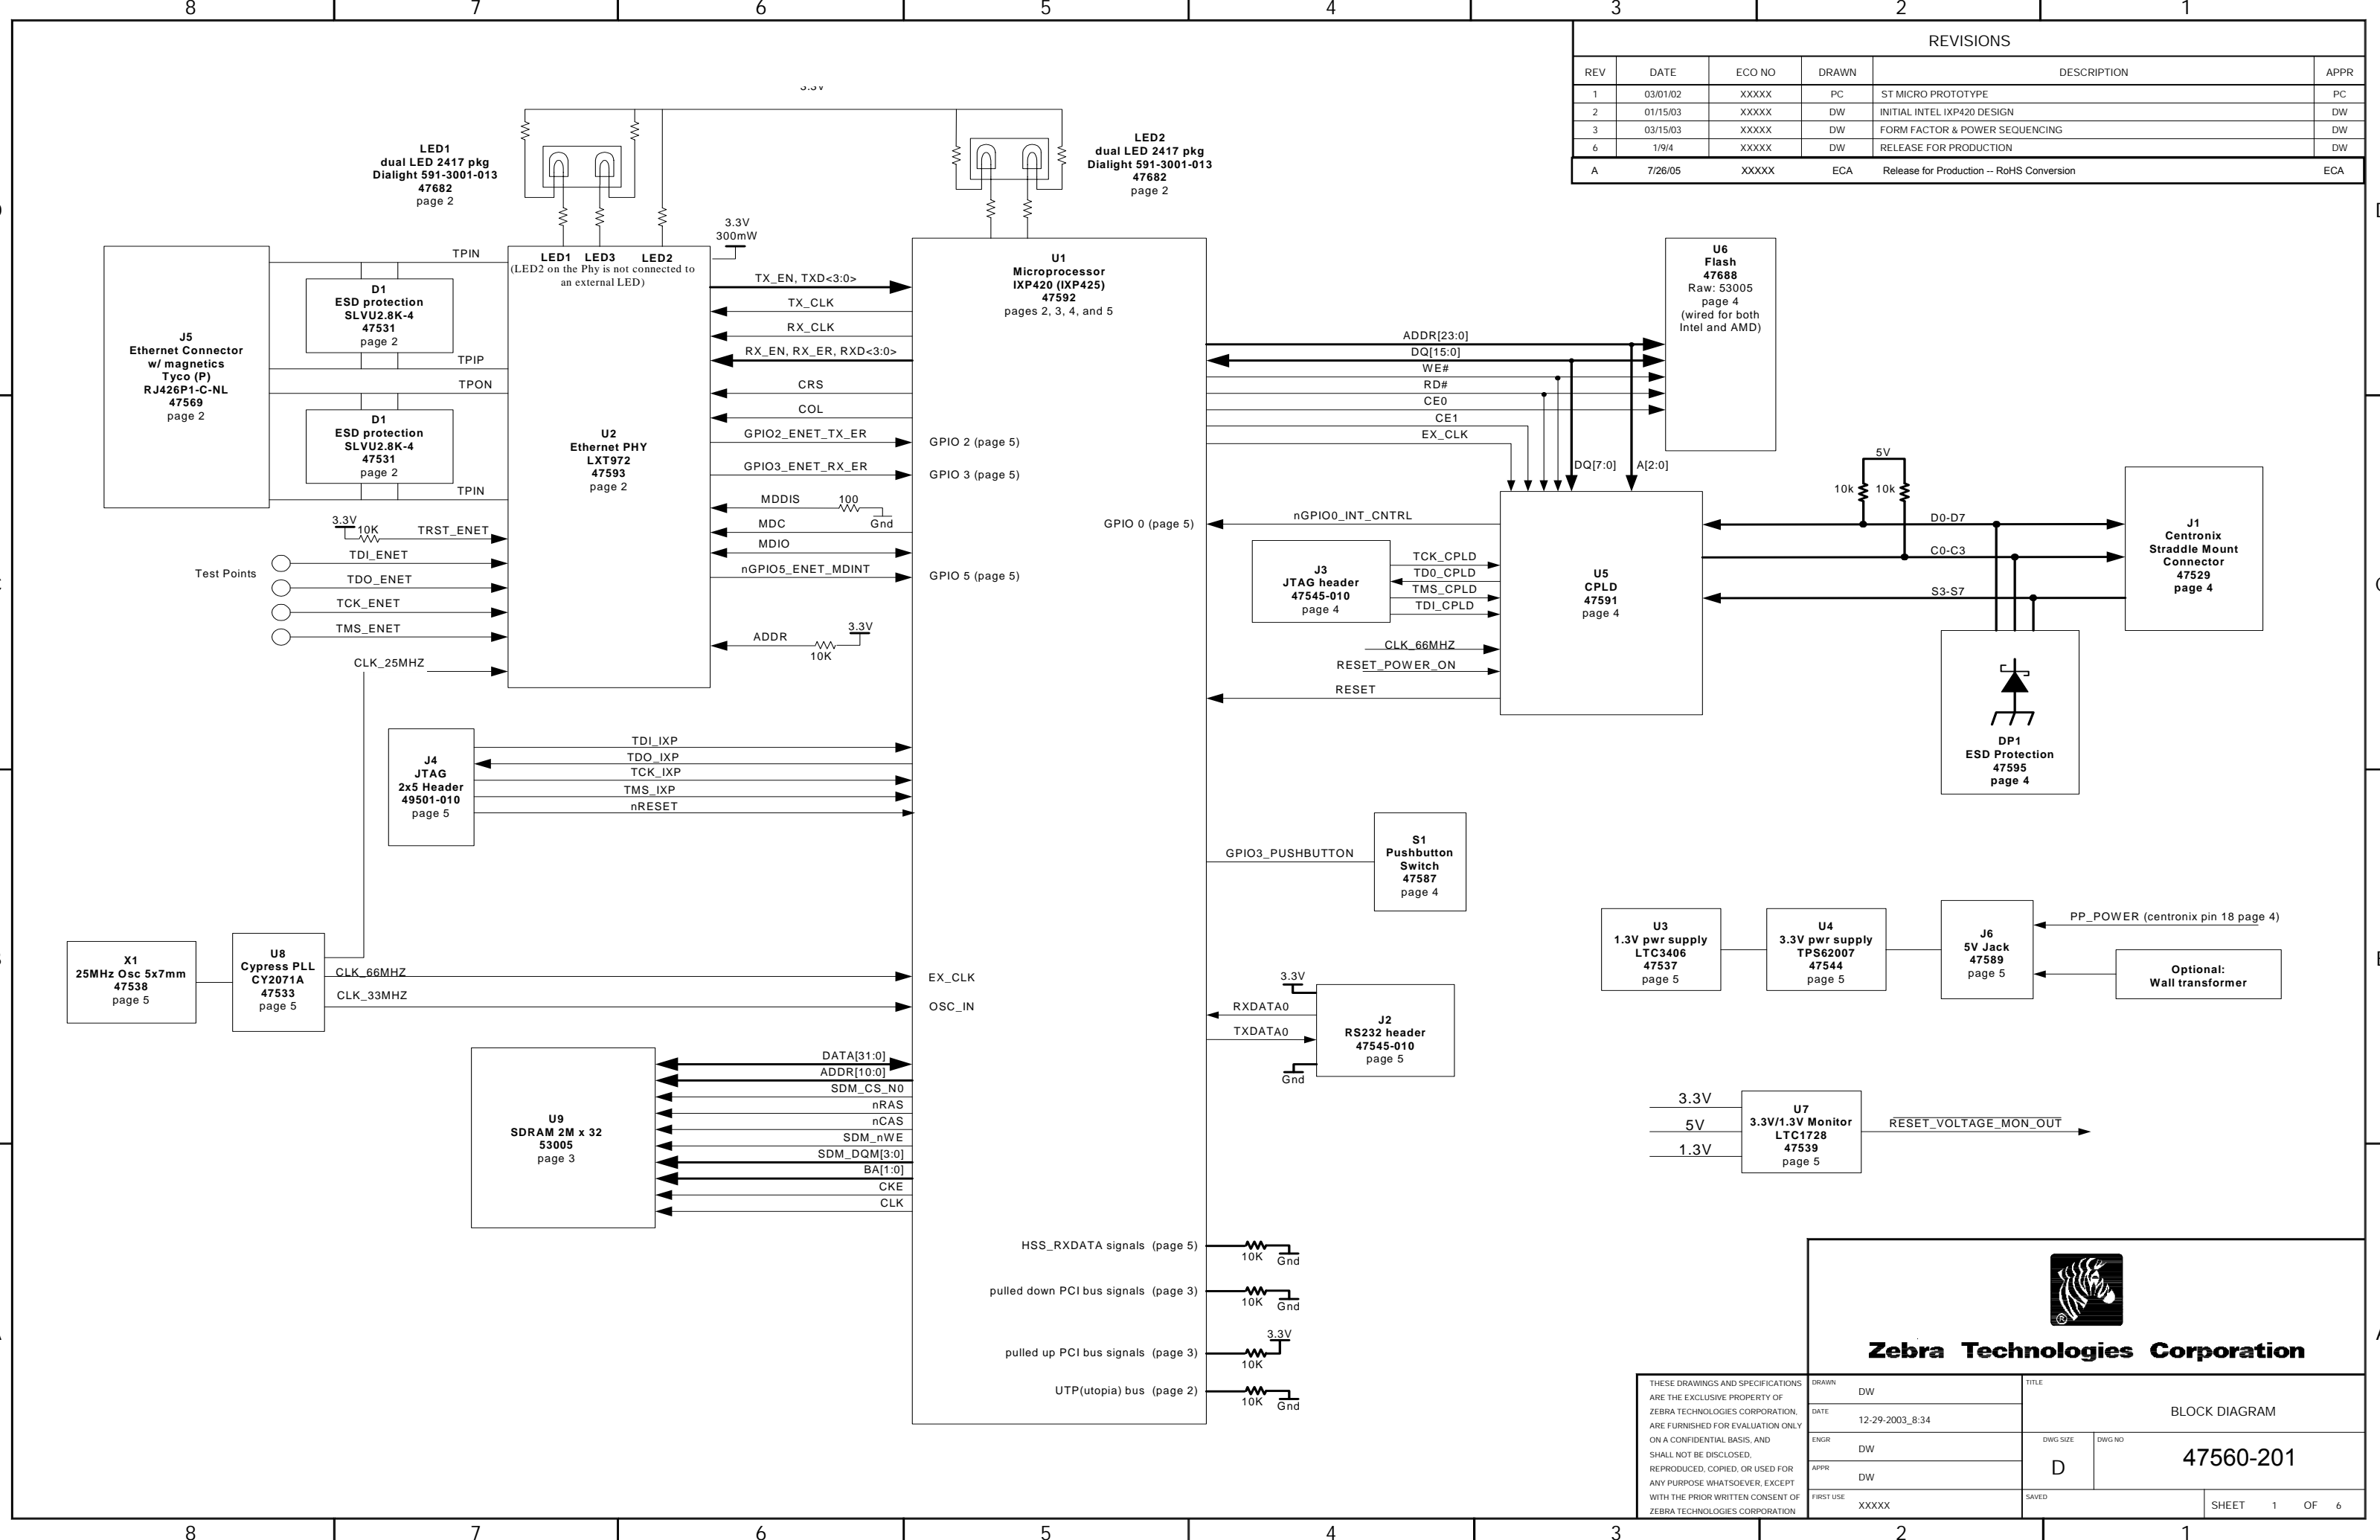 8 7 6 5 4 3 2 1
REVISIONS
REV DATE ECO NO DRAWN DESCRIPTION APPR
1 03/01/02 XXXXX PC ST MICRO PROTOTYPE PC
2 01/15/03 XXXXX DW INITIAL INTEL IXP420 DESIGN DW
3 03/15/03 XXXXX DW FORM FACTOR & POWER SEQUENCING DW
6 1/9/4 XXXXX DW RELEASE FOR PRODUCTION DW
A 7/26/05 XXXXX ECA Release for Production -- RoHS Conversion ECA
3.3V
LED1
dual LED 2417 pkg
Dialight 591-3001-013
47682
page 2
LED2
dual LED 2417 pkg
Dialight 591-3001-013
47682
page 2
3.3V
300mW
J5
Ethernet Connector
w/ magnetics
Tyco (P)
RJ426P1-C-NL
47569
page 2
TPIN
D1
ESD protection
SLVU2.8K-4
47531
page 2
TPIP
TPON
D1
ESD protection
SLVU2.8K-4
47531
page 2
TPIN
3.3V
10K
TRST_ENET
Test Points
TDI_ENET
TDO_ENET
TCK_ENET
TMS_ENET
CLK_25MHZ
LED1 LED3 LED2
(LED2 on the Phy is not connected to
an external LED)
U2
Ethernet PHY
LXT972
47593
page 2
TX_EN, TXD<3:0>
TX_CLK
RX_CLK
RX_EN, RX_ER, RXD<3:0>
CRS
COL
GPIO2_ENET_TX_ER
GPIO3_ENET_RX_ER
MDDIS 100
Gnd
MDC
MDIO
nGPIO5_ENET_MDINT
ADDR 3.3V
10K
U1
Microprocessor
IXP420 (IXP425)
47592
pages 2, 3, 4, and 5
GPIO 2 (page 5)
GPIO 3 (page 5)
GPIO 0 (page 5)
GPIO 5 (page 5)
ADDR[23:0]
DQ[15:0]
WE#
RD#
CE0
CE1
EX_CLK
U6
Flash
47688
Raw: 53005
page 4
(wired for both
Intel and AMD)
DQ[7:0] A[2:0]
nGPIO0_INT_CNTRL
J3
JTAG header
47545-010
page 4
TCK_CPLD
TD0_CPLD
TMS_CPLD
TDI_CPLD
CLK_66MHZ
RESET_POWER_ON
RESET
U5
CPLD
47591
page 4
5V
10k 10k
D0-D7
C0-C3
S3-S7
J1
Centronix
Straddle Mount
Connector
47529
page 4
DP1
ESD Protection
47595
page 4
J4
JTAG
2x5 Header
49501-010
page 5
TDI_IXP
TDO_IXP
TCK_IXP
TMS_IXP
nRESET
S1
Pushbutton
Switch
47587
page 4
GPIO3_PUSHBUTTON
X1
25MHz Osc 5x7mm
47538
page 5
U8
Cypress PLL
CY2071A
47533
page 5
CLK_66MHZ
CLK_33MHZ
EX_CLK
OSC_IN
U3
1.3V pwr supply
LTC3406
47537
page 5
U4
3.3V pwr supply
TPS62007
47544
page 5
J6
5V Jack
47589
page 5
PP_POWER (centronix pin 18 page 4)
Optional:
Wall transformer
3.3V
RXDATA0
TXDATA0
Gnd
J2
RS232 header
47545-010
page 5
U9
SDRAM 2M x 32
53005
page 3
DATA[31:0]
ADDR[10:0]
SDM_CS_N0
nRAS
nCAS
SDM_nWE
SDM_DQM[3:0]
BA[1:0]
CKE
CLK
3.3V
5V
1.3V
U7
3.3V/1.3V Monitor
LTC1728
47539
page 5
RESET_VOLTAGE_MON_OUT
HSS_RXDATA signals (page 5)
10K Gnd
pulled down PCI bus signals (page 3)
10K Gnd
3.3V
pulled up PCI bus signals (page 3)
10K
UTP(utopia) bus (page 2)
10K Gnd
®
Zebra Technologies Corporation
THESE DRAWINGS AND SPECIFICATIONS
ARE THE EXCLUSIVE PROPERTY OF
ZEBRA TECHNOLOGIES CORPORATION,
ARE FURNISHED FOR EVALUATION ONLY
ON A CONFIDENTIAL BASIS, AND
SHALL NOT BE DISCLOSED,
REPRODUCED, COPIED, OR USED FOR
ANY PURPOSE WHATSOEVER, EXCEPT
WITH THE PRIOR WRITTEN CONSENT OF
ZEBRA TECHNOLOGIES CORPORATION
DRAWN DW
DATE 12-29-2003_8:34
ENGR DW
APPR DW
FIRST USE XXXXX
TITLE
BLOCK DIAGRAM
DWG SIZE
D
DWG NO
47560-201
SAVED
SHEET 1 OF 6
8 7 6 5 4 3 2 1